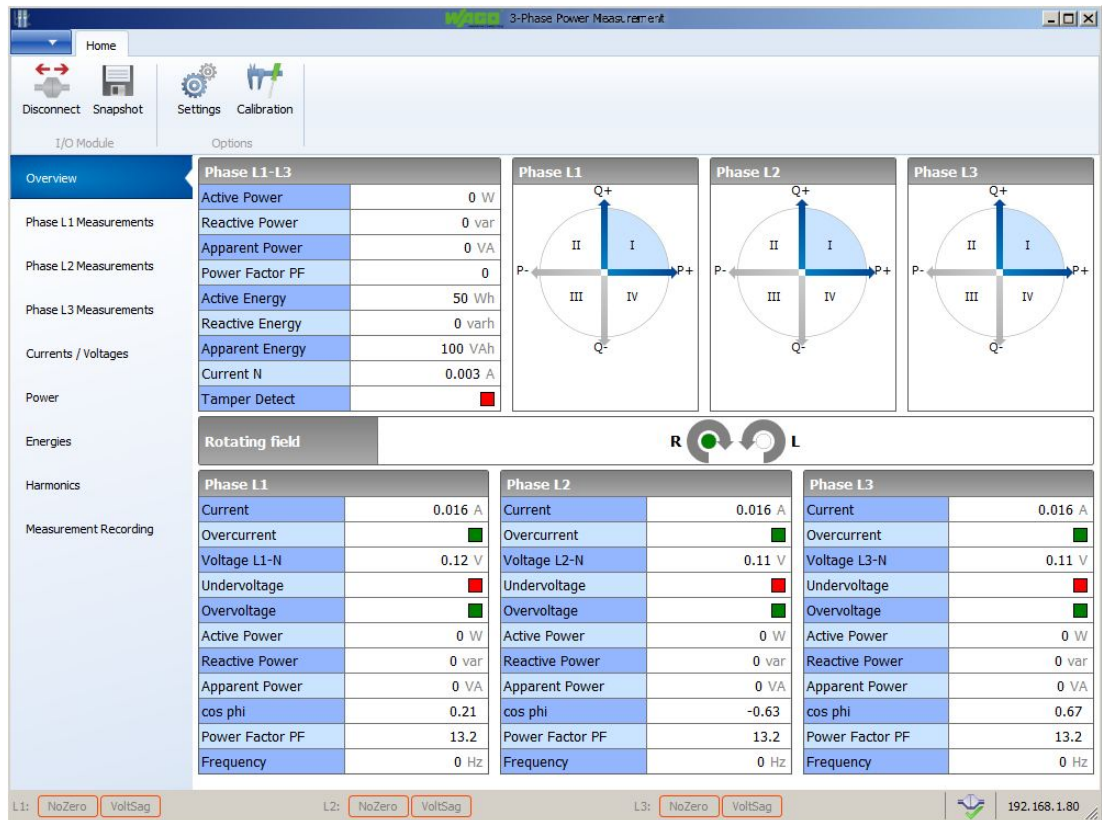 WAGO 3-Phase Power Measurement
Home
Disconnect Snapshot Settings Calibration
I/O Module Options
Overview
Phase L1 Measurements
Phase L2 Measurements
Phase L3 Measurements
Currents / Voltages
Power
Energies
Harmonics
Measurement Recording
Phase L1-L3
Active Power 0 W
Reactive Power 0 var
Apparent Power 0 VA
Power Factor PF 0
Active Energy 50 Wh
Reactive Energy 0 varh
Apparent Energy 100 VAh
Current N 0.003 A
Tamper Detect
Phase L1
Q+
II I
P- P+
III IV
Q-
Phase L2
Q+
II I
P- P+
III IV
Q-
Phase L3
Q+
II I
P- P+
III IV
Q-
Rotating field R L
Phase L1
Current 0.016 A
Overcurrent
Voltage L1-N 0.12 V
Undervoltage
Overvoltage
Active Power 0 W
Reactive Power 0 var
Apparent Power 0 VA
cos phi 0.21
Power Factor PF 13.2
Frequency 0 Hz
Phase L2
Current 0.016 A
Overcurrent
Voltage L2-N 0.11 V
Undervoltage
Overvoltage
Active Power 0 W
Reactive Power 0 var
Apparent Power 0 VA
cos phi -0.63
Power Factor PF 13.2
Frequency 0 Hz
Phase L3
Current 0.016 A
Overcurrent
Voltage L3-N 0.11 V
Undervoltage
Overvoltage
Active Power 0 W
Reactive Power 0 var
Apparent Power 0 VA
cos phi 0.67
Power Factor PF 13.2
Frequency 0 Hz
L1: NoZero VoltSag L2: NoZero VoltSag L3: NoZero VoltSag 192.168.1.80